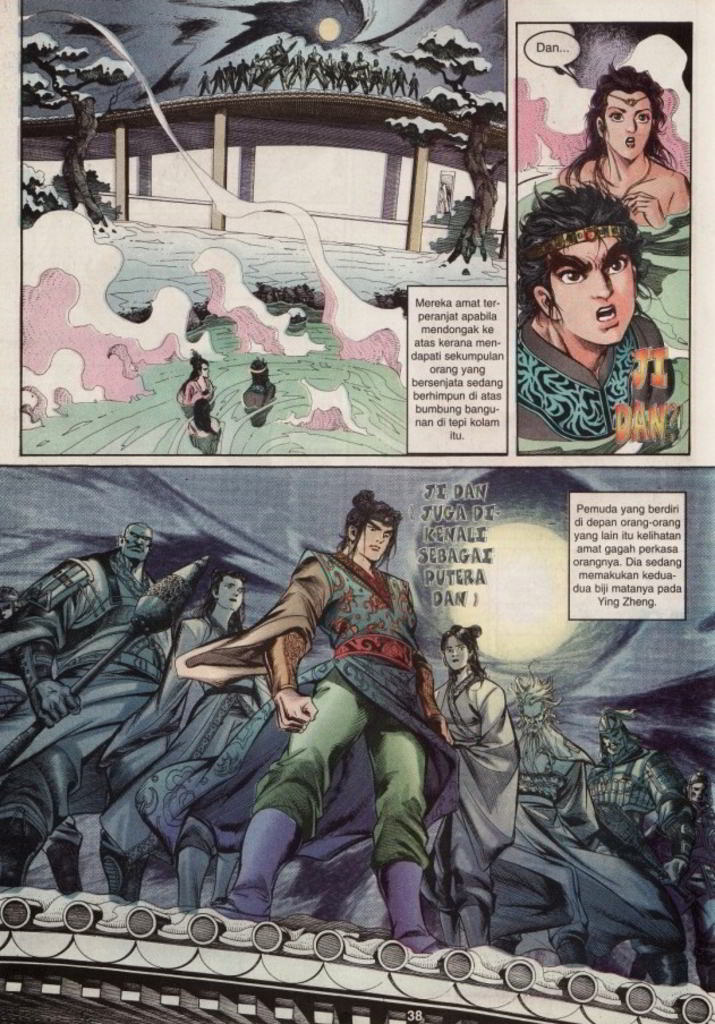 Mereka amat ter-
peranjat apabila
mendongak ke
atas kerana men-
dapati sekumpulan
orang yang
bersenjata sedang
berhimpun di atas
bumbung bangu-
nan di tepi kolam
itu.
Dan...
JI
DAN?!
JI DAN
( JUGA DI-
KENALI
SEBAGAI
PUTERA
DAN )
Pemuda yang berdiri
di depan orang-orang
yang lain itu kelihatan
amat gagah perkasa
orangnya. Dia sedang
memakukan kedua-
dua biji matanya pada
Ying Zheng.
38